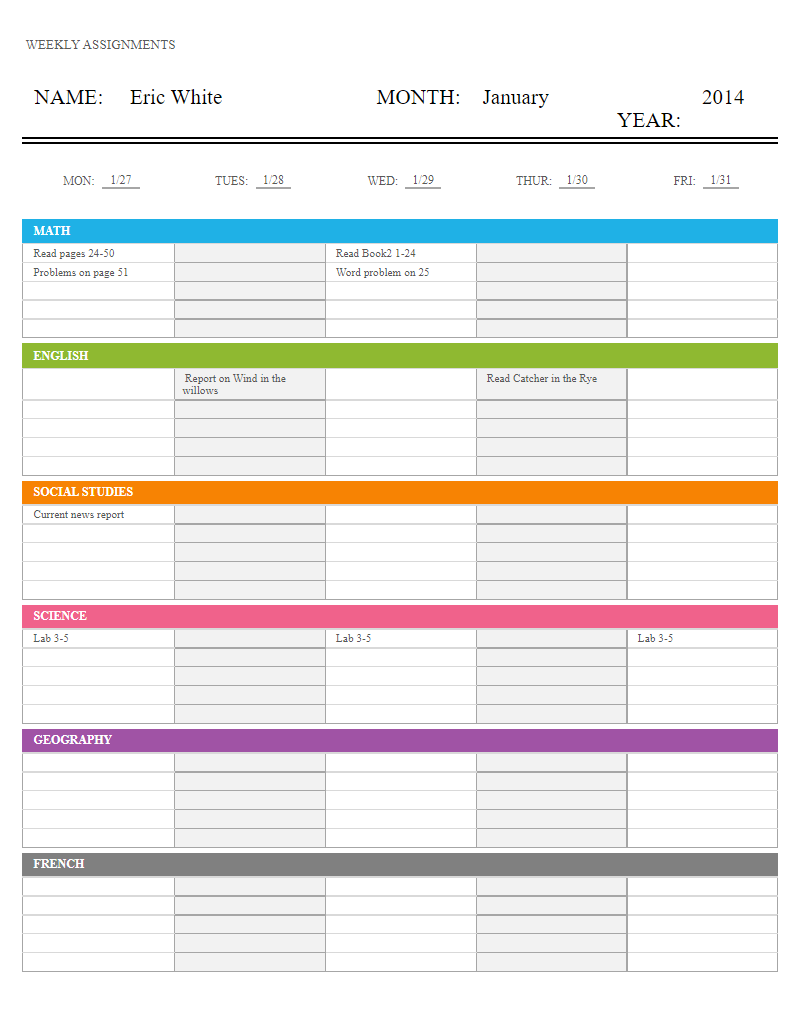 WEEKLY ASSIGNMENTS
NAME: Eric White MONTH: January 2014
YEAR:
MON: 1/27 TUES: 1/28 WED: 1/29 THUR: 1/30 FRI: 1/31
MATH
Read pages 24-50 Read Book2 1-24
Problems on page 51 Word problem on 25
ENGLISH
Report on Wind in the Read Catcher in the Rye
willows
SOCIAL STUDIES
Current news report
SCIENCE
Lab 3-5 Lab 3-5 Lab 3-5
GEOGRAPHY
FRENCH